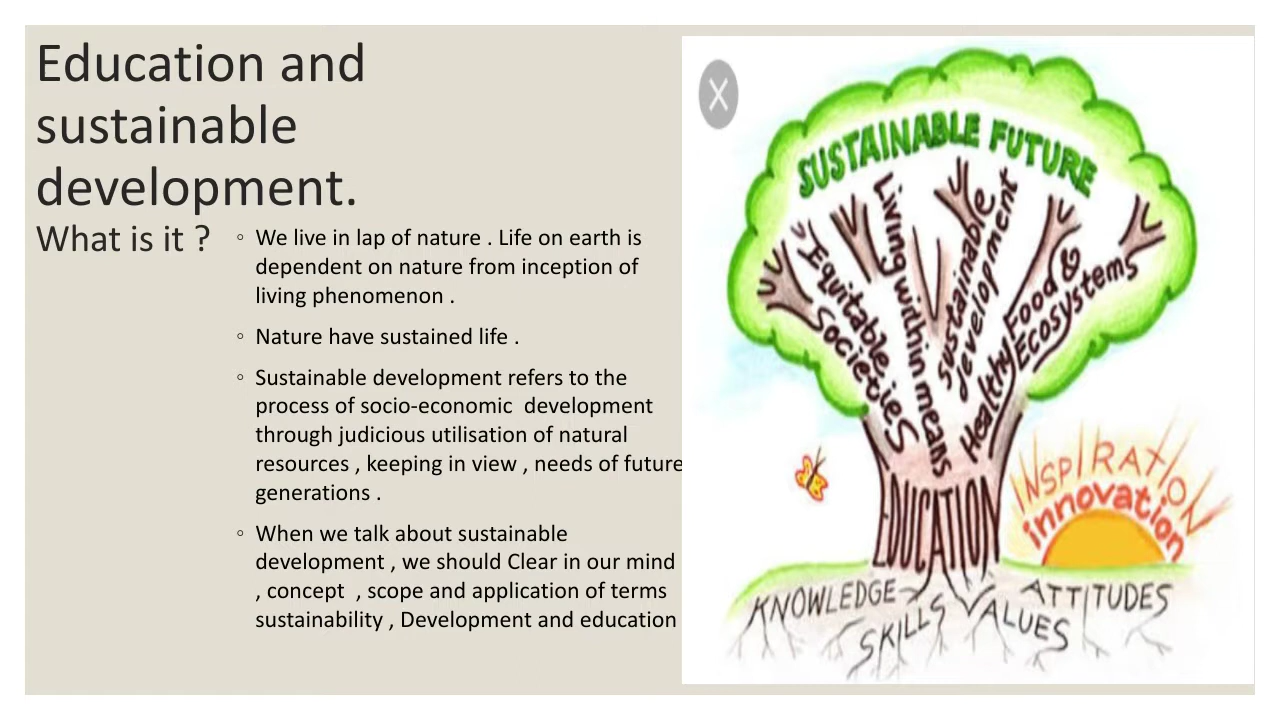 Education and
sustainable
development.
What is it ?
◦ We live in lap of nature . Life on earth is
dependent on nature from inception of
living phenomenon .
◦ Nature have sustained life .
◦ Sustainable development refers to the
process of socio-economic development
through judicious utilisation of natural
resources , keeping in view , needs of future
generations .
◦ When we talk about sustainable
development , we should Clear in our mind
, concept , scope and application of terms
sustainability , Development and education
X
SUSTAINABLE FUTURE
Equitable
Societies
Living within means
sustainable
development
Healthy Food &
Ecosystems
EDUCATION
INSPIRATION
innovation
KNOWLEDGE
SKILLS
VALUES
ATTITUDES